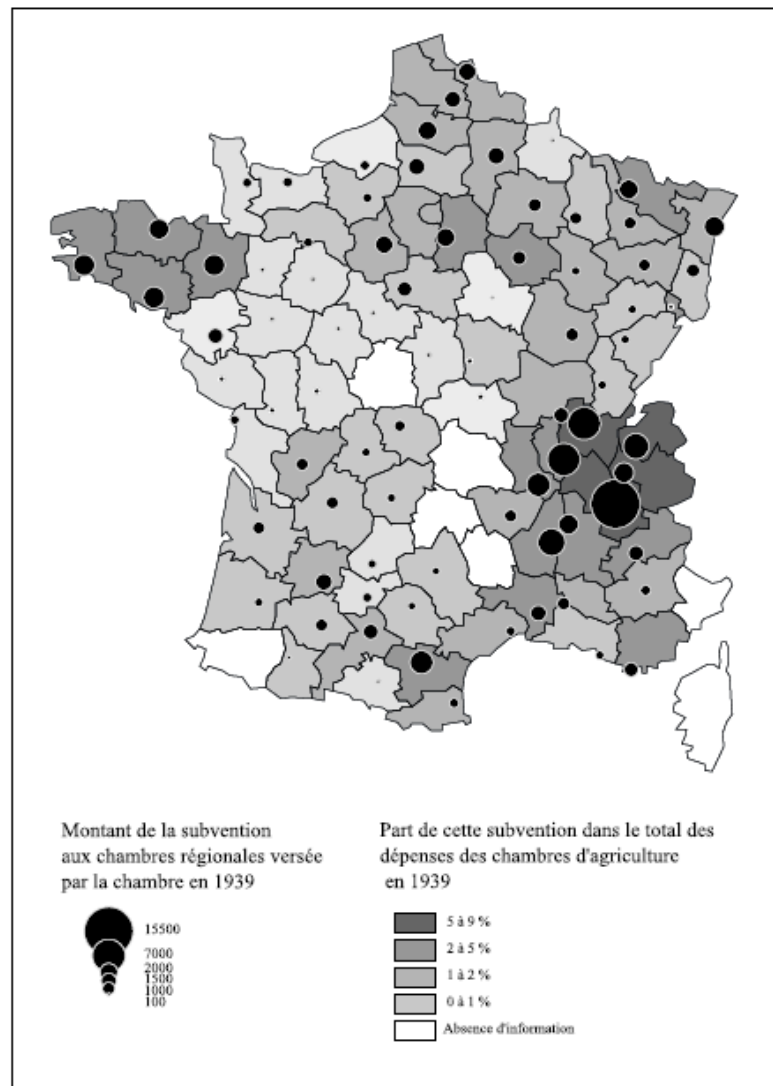 Montant de la subvention
aux chambres régionales versée
par la chambre en 1939
15500
7000
2000
1500
1000
100
Part de cette subvention dans le total des
dépenses des chambres d'agriculture
en 1939
5 à 9 %
2 à 5 %
1 à 2 %
0 à 1 %
Absence d'information